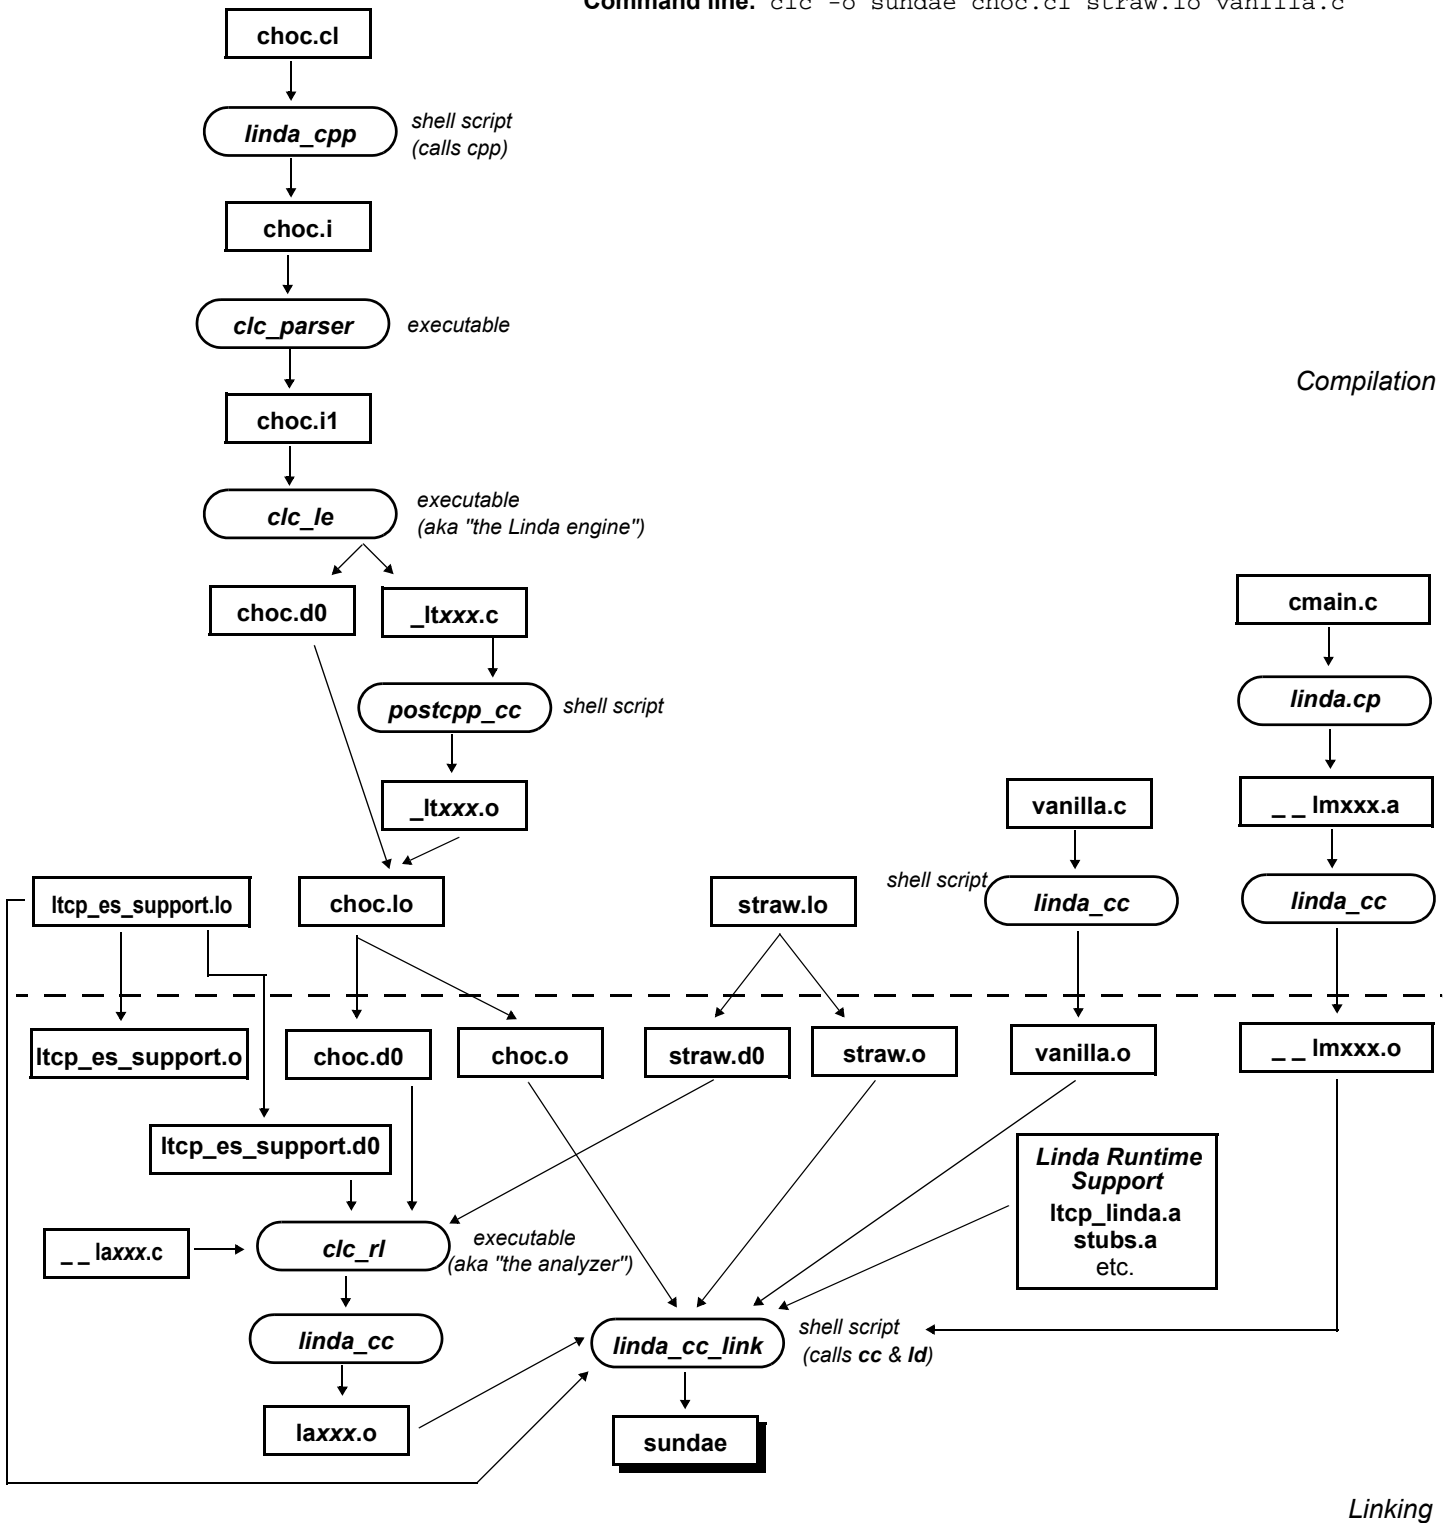 Command line: clc -o sundae choc.cl straw.lo vanilla.c
choc.cl
linda_cpp
shell script
(calls cpp)
choc.i
clc_parser
executable
Compilation
choc.i1
clc_le
executable
(aka "the Linda engine")
choc.d0
_ltxxx.c
cmain.c
postcpp_cc
shell script
linda.cp
_ltxxx.o
vanilla.c
_ _ lmxxx.a
ltcp_es_support.lo
choc.lo
straw.lo
shell script
linda_cc
linda_cc
ltcp_es_support.o
choc.d0
choc.o
straw.d0
straw.o
vanilla.o
_ _ lmxxx.o
ltcp_es_support.d0
Linda Runtime
Support
ltcp_linda.a
stubs.a
etc.
_ _ laxxx.c
clc_rl
executable
(aka "the analyzer")
linda_cc
linda_cc_link
shell script
(calls cc & ld)
laxxx.o
sundae
Linking